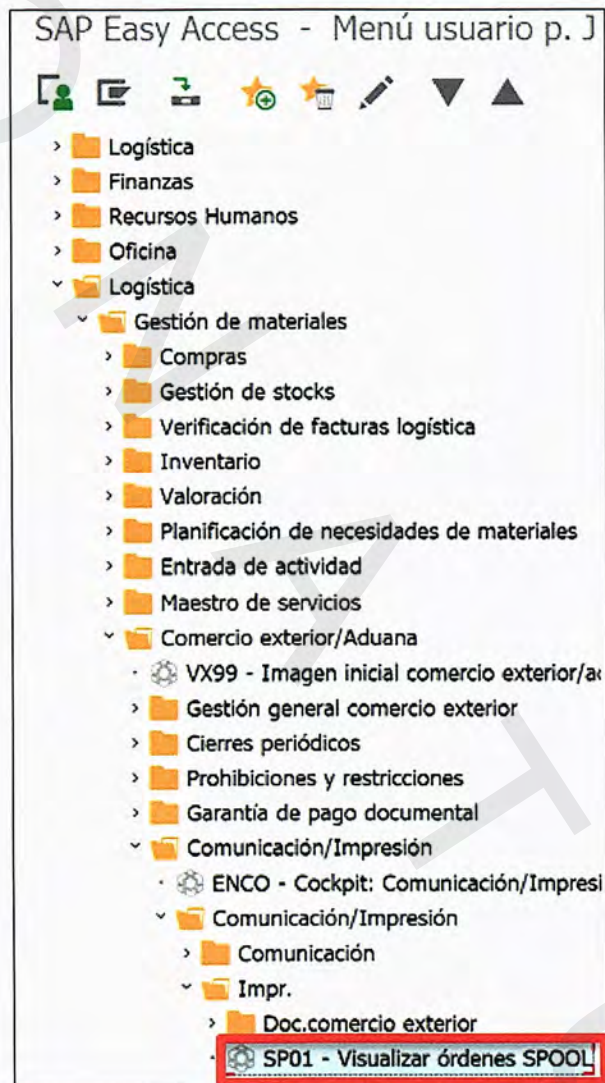 SAP Easy Access - Menú usuario p. J
Logística
Finanzas
Recursos Humanos
Oficina
Logística
Gestión de materiales
Compras
Gestión de stocks
Verificación de facturas logística
Inventario
Valoración
Planificación de necesidades de materiales
Entrada de actividad
Maestro de servicios
Comercio exterior/Aduana
VX99 - Imagen inicial comercio exterior/a
Gestión general comercio exterior
Cierres periódicos
Prohibiciones y restricciones
Garantía de pago documental
Comunicación/Impresión
ENCO - Cockpit: Comunicación/Impresi
Comunicación/Impresión
Comunicación
Impr.
Doc.comercio exterior
SP01 - Visualizar órdenes SPOOL